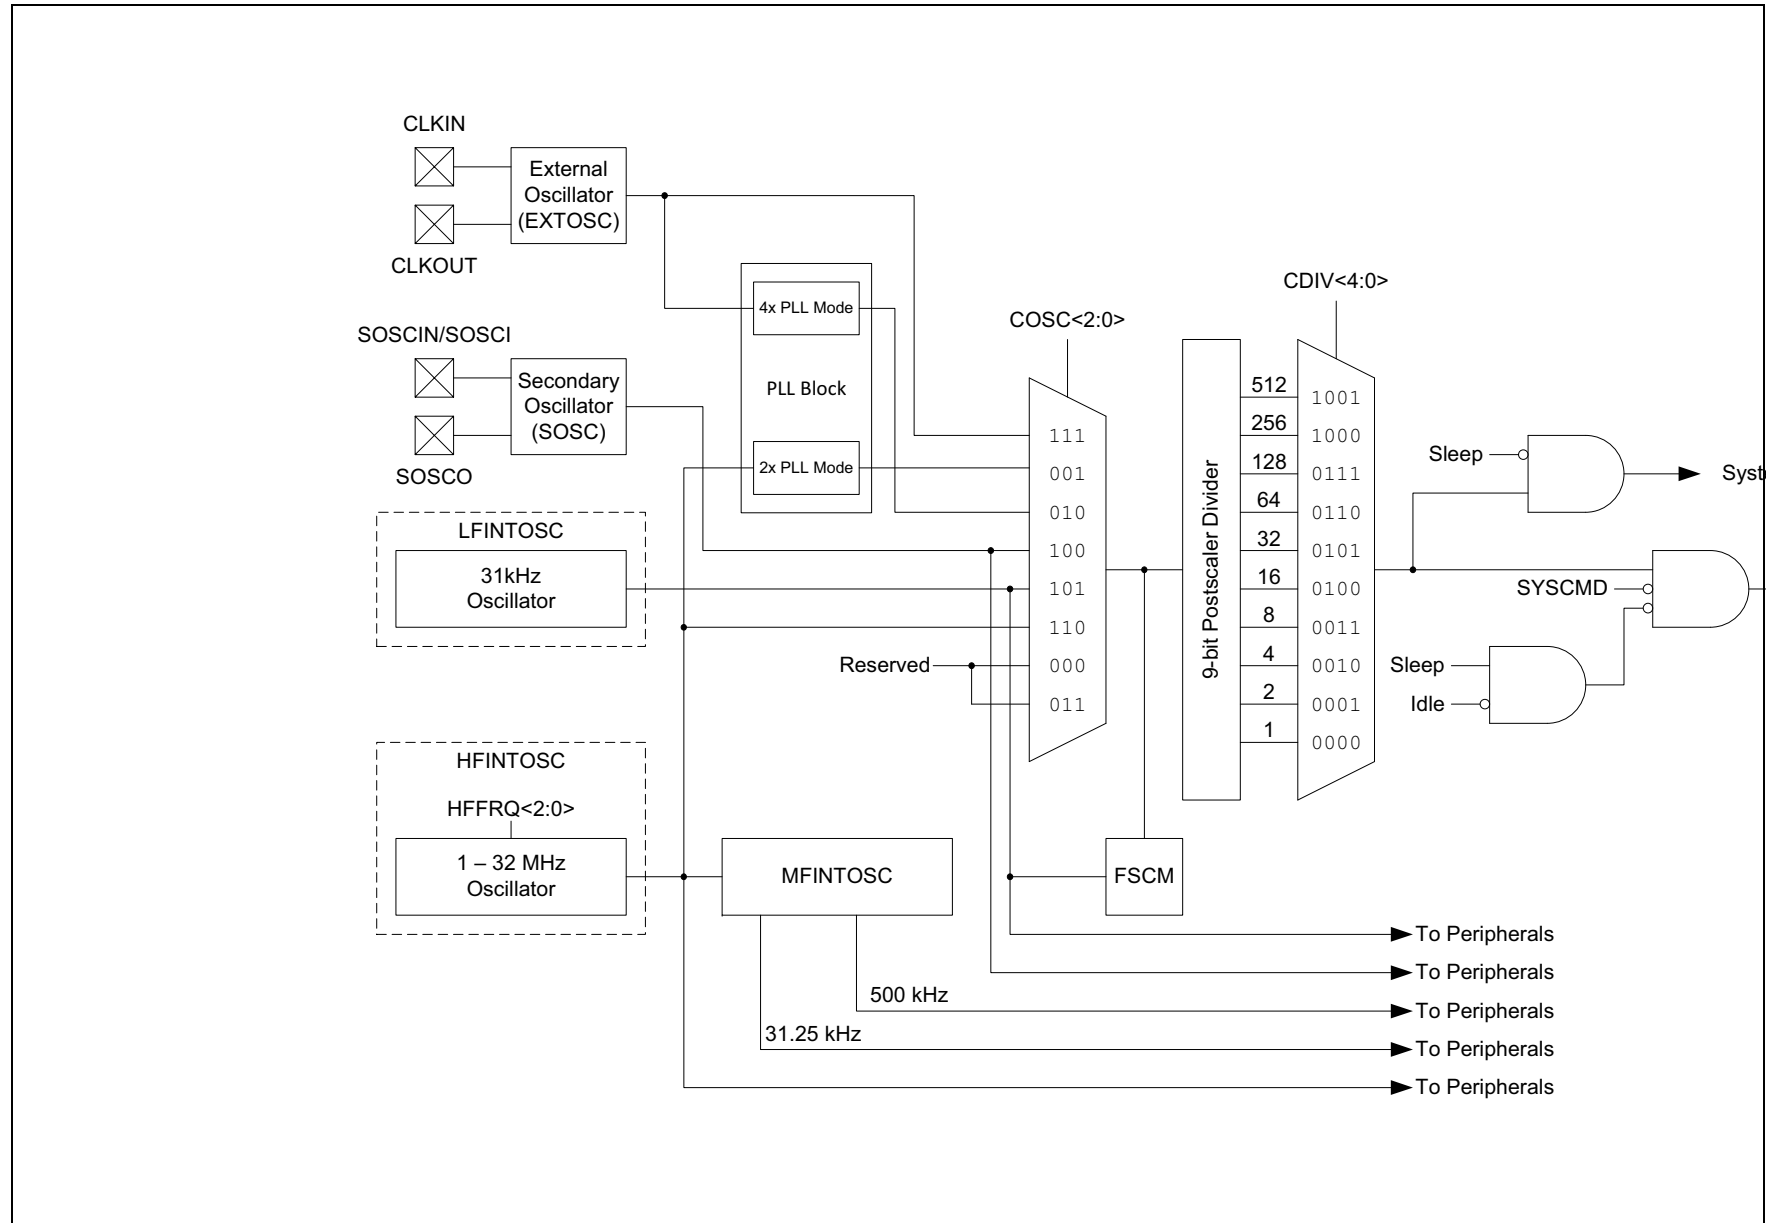 CLKIN
External
Oscillator
(EXTOSC)
CLKOUT
4x PLL Mode
PLL Block
2x PLL Mode
SOSCIN/SOSCI
Secondary
Oscillator
(SOSC)
SOSCO
LFINTOSC
31kHz
Oscillator
HFINTOSC
HFFRQ<2:0>
1 – 32 MHz
Oscillator
MFINTOSC
500 kHz
31.25 kHz
Reserved
COSC<2:0>
111
001
010
100
101
110
000
011
FSCM
9-bit Postscaler Divider
CDIV<4:0>
512 1001
256 1000
128 0111
64 0110
32 0101
16 0100
8 0011
4 0010
2 0001
1 0000
Sleep
Syst
SYSCMD
Sleep
Idle
To Peripherals
To Peripherals
To Peripherals
To Peripherals
To Peripherals